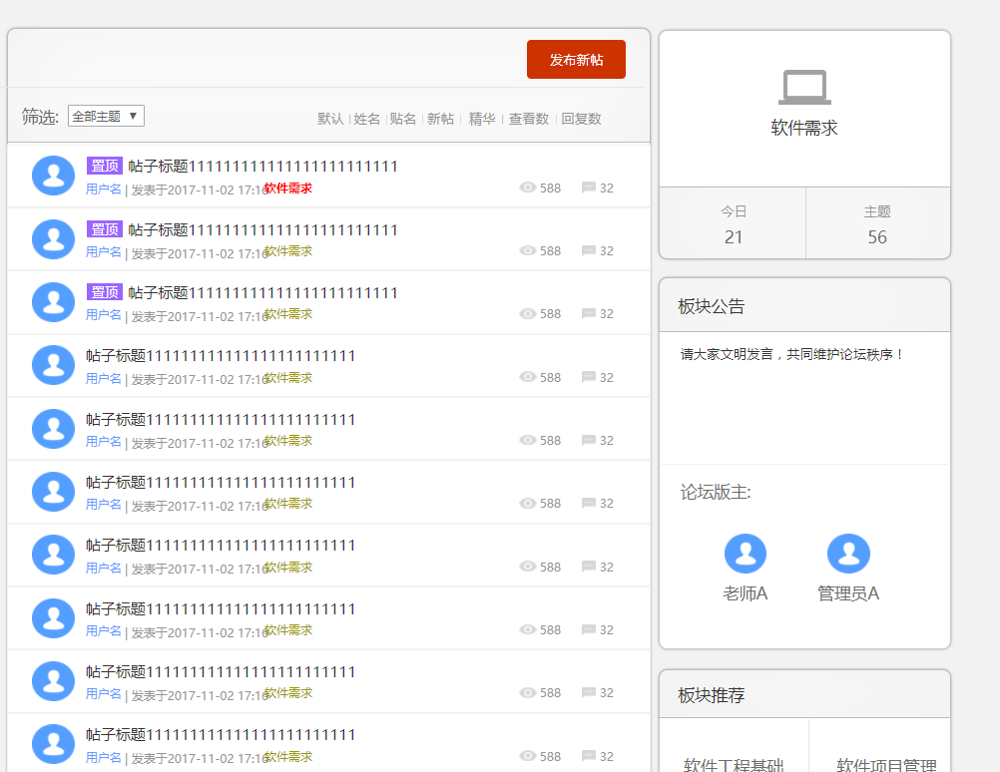 发布新帖
筛选: 全部主题 ▼
默认 | 姓名 | 贴名 | 新帖 | 精华 | 查看数 | 回复数
置顶 帖子标题1111111111111111111111111
用户名 | 发表于2017-11-02 17:16 软件需求 588 32
置顶 帖子标题1111111111111111111111111
用户名 | 发表于2017-11-02 17:16 软件需求 588 32
置顶 帖子标题1111111111111111111111111
用户名 | 发表于2017-11-02 17:16 软件需求 588 32
帖子标题1111111111111111111111111
用户名 | 发表于2017-11-02 17:16 软件需求 588 32
帖子标题1111111111111111111111111
用户名 | 发表于2017-11-02 17:16 软件需求 588 32
帖子标题1111111111111111111111111
用户名 | 发表于2017-11-02 17:16 软件需求 588 32
帖子标题1111111111111111111111111
用户名 | 发表于2017-11-02 17:16 软件需求 588 32
帖子标题1111111111111111111111111
用户名 | 发表于2017-11-02 17:16 软件需求 588 32
帖子标题1111111111111111111111111
用户名 | 发表于2017-11-02 17:16 软件需求 588 32
帖子标题1111111111111111111111111
用户名 | 发表于2017-11-02 17:16 软件需求 588 32
软件需求
今日 主题
21 56
板块公告
请大家文明发言，共同维护论坛秩序！
论坛版主:
老师A 管理员A
板块推荐
软件工程基础 软件项目管理